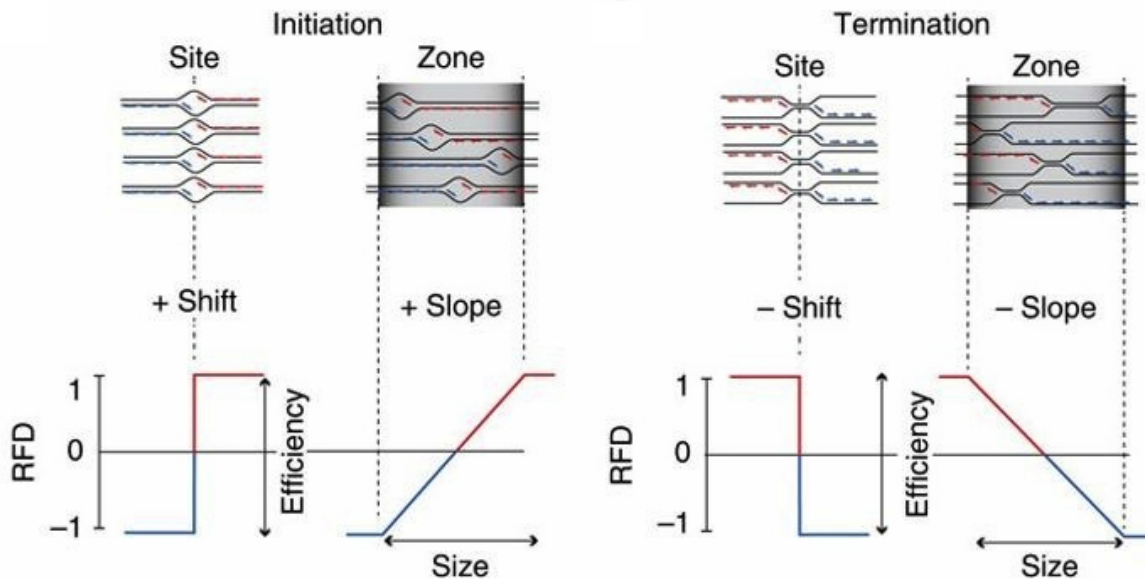 Initiation
Site
Zone
+ Shift
+ Slope
RFD
1
0
−1
Efficiency
Size
Termination
Site
Zone
− Shift
− Slope
RFD
1
0
−1
Efficiency
Size